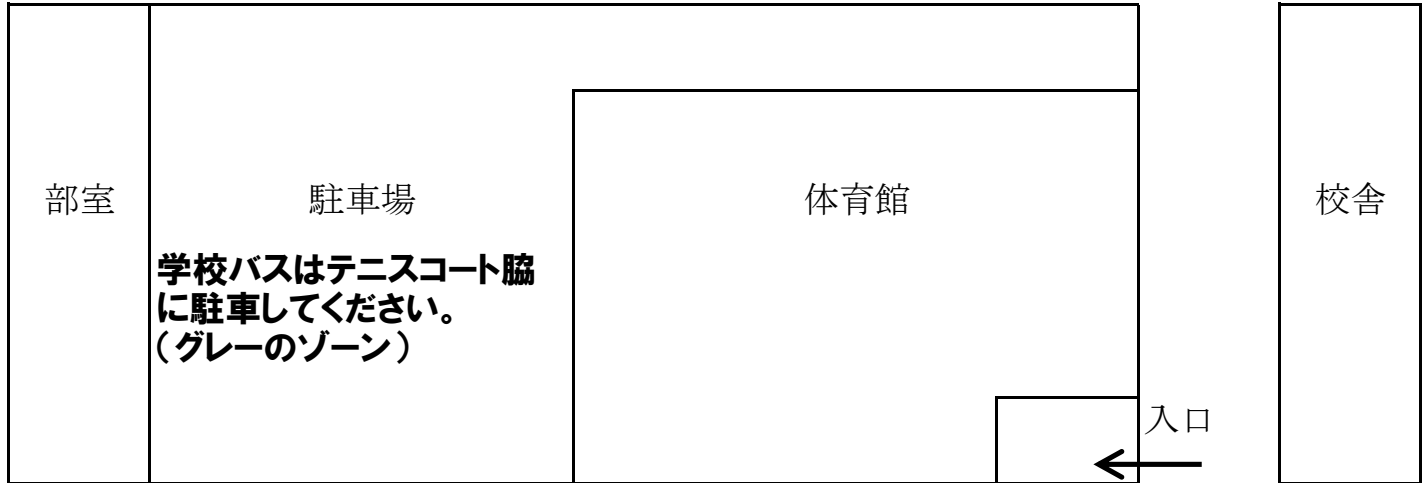 部室
駐車場
体育館
校舎
学校バスはテニスコート脇
に駐車してください。
（グレーのゾーン）
入口